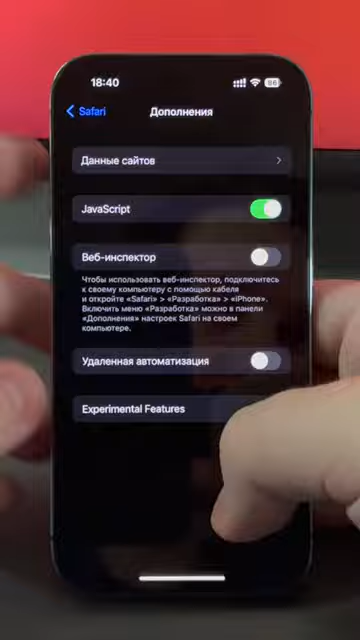 18:40
86
Safari
Дополнения
Данные сайтов
JavaScript
Веб-инспектор
Чтобы использовать веб-инспектор, подключитесь
к своему компьютеру с помощью кабеля
и откройте «Safari» > «Разработка» > «iPhone».
Включить меню «Разработка» можно в панели
«Дополнения» настроек Safari на своем
компьютере.
Удаленная автоматизация
Experimental Features